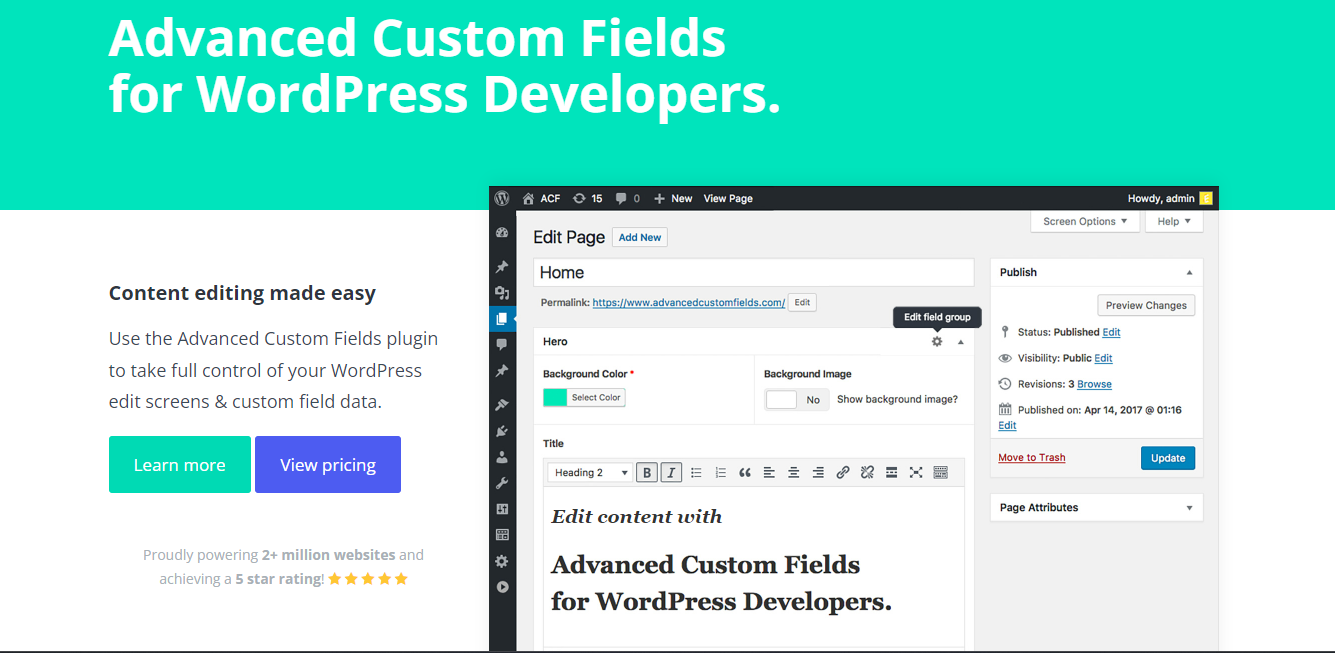 Advanced Custom Fields
for WordPress Developers.
Content editing made easy
Use the Advanced Custom Fields plugin
to take full control of your WordPress
edit screens & custom field data.
Learn more
View pricing
Proudly powering 2+ million websites and
achieving a 5 star rating!
ACF 15 0 New View Page Howdy, admin
Screen Options Help
Edit Page Add New
Home
Permalink: https://www.advancedcustomfields.com/ Edit
Edit field group
Hero
Background Color *
Select Color
Background Image
No Show background image?
Title
Heading 2 B I
Edit content with
Advanced Custom Fields
for WordPress Developers.
Publish
Preview Changes
Status: Published Edit
Visibility: Public Edit
Revisions: 3 Browse
Published on: Apr 14, 2017 @ 01:16
Edit
Move to Trash Update
Page Attributes